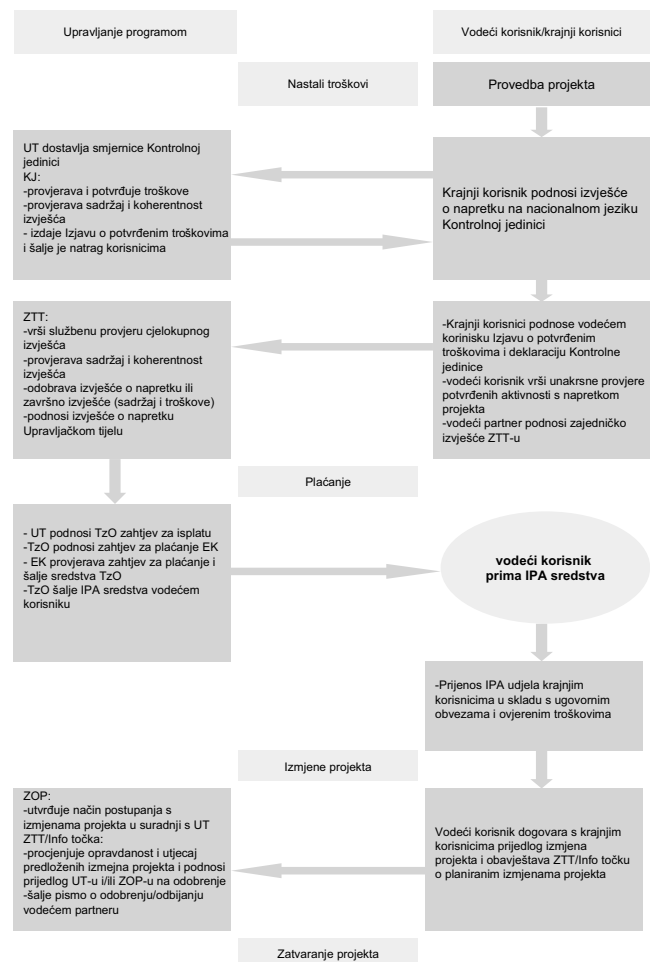 Upravljanje programom
Vodeći korisnik/krajnji korisnici
Nastali troškovi
Provedba projekta
UT dostavlja smjernice Kontrolnoj
jedinici
KJ:
-provjerava i potvrđuje troškove
-provjerava sadržaj i koherentnost
izvješća
- izdaje Izjavu o potvrđenim troškovima
i šalje je natrag korisnicima
Krajnji korisnik podnosi izvješće
o napretku na nacionalnom jeziku
Kontrolnoj jedinici
ZTT:
-vrši službenu provjeru cjelokupnog
izvješća
-provjerava sadržaj i koherentnost
izvješća
-odobrava izvješće o napretku ili
završno izvješće (sadržaj i troškove)
-podnosi izvješće o napretku
Upravljačkom tijelu
-Krajnji korisnici podnose vodećem
korinisku Izjavu o potvrđenim
troškovima i deklaraciju Kontrolne
jedinice
-vodeći korisnik vrši unakrsne provjere
potvrđenih aktivnosti s napretkom
projekta
-vodeći partner podnosi zajedničko
izvješće ZTT-u
Plaćanje
- UT podnosi TzO zahtjev za isplatu
-TzO podnosi zahtjev za plaćanje EK
- EK provjerava zahtjev za plaćanje i
šalje sredstva TzO
-TzO šalje IPA sredstva vodećem
korisniku
vodeći korisnik
prima IPA sredstva
-Prijenos IPA udjela krajnjim
korisnicima u skladu s ugovornim
obvezama i ovjerenim troškovima
Izmjene projekta
ZOP:
-utvrđuje način postupanja s
izmjenama projekta u suradnji s UT
ZTT/Info točka:
-procjenjuje opravdanost i utjecaj
predloženih izmejna projekta i podnosi
prijedlog UT-u i/ili ZOP-u na odobrenje
-šalje pismo o odobrenju/odbijanju
vodećem partneru
Vodeći korisnik dogovara s krajnjim
korisnicima prijedlog izmjena
projekta i obavještava ZTT/Info točku
o planiranim izmjenama projekta
Zatvaranje projekta